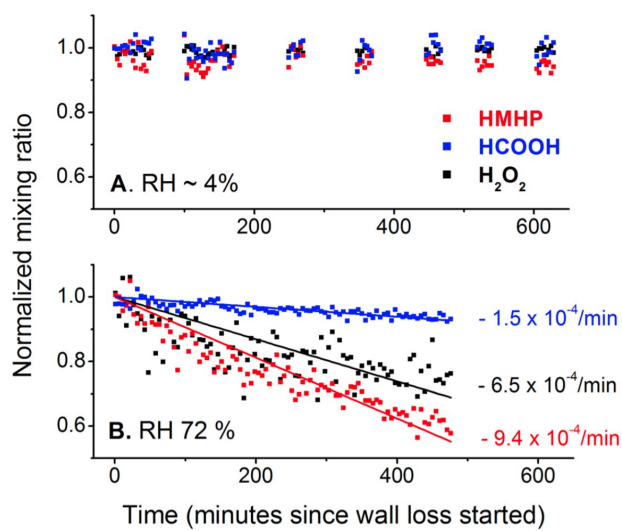 Normalized mixing ratio
1.0
0.8
0.6
HMHP
HCOOH
H₂O₂
A. RH ~ 4%
0 200 400 600
1.0
0.8
0.6
- 1.5 x 10⁻⁴/min
- 6.5 x 10⁻⁴/min
- 9.4 x 10⁻⁴/min
B. RH 72 %
0 200 400 600
Time (minutes since wall loss started)